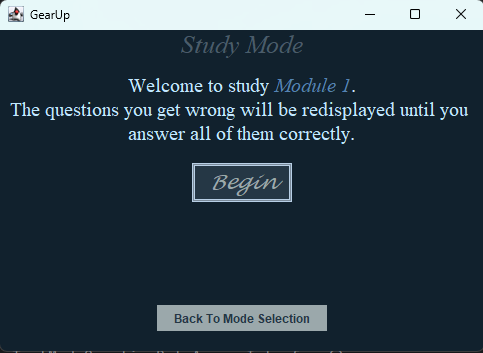 GearUp
Study Mode
Welcome to study Module 1.
The questions you get wrong will be redisplayed until you
answer all of them correctly.
Begin
Back To Mode Selection